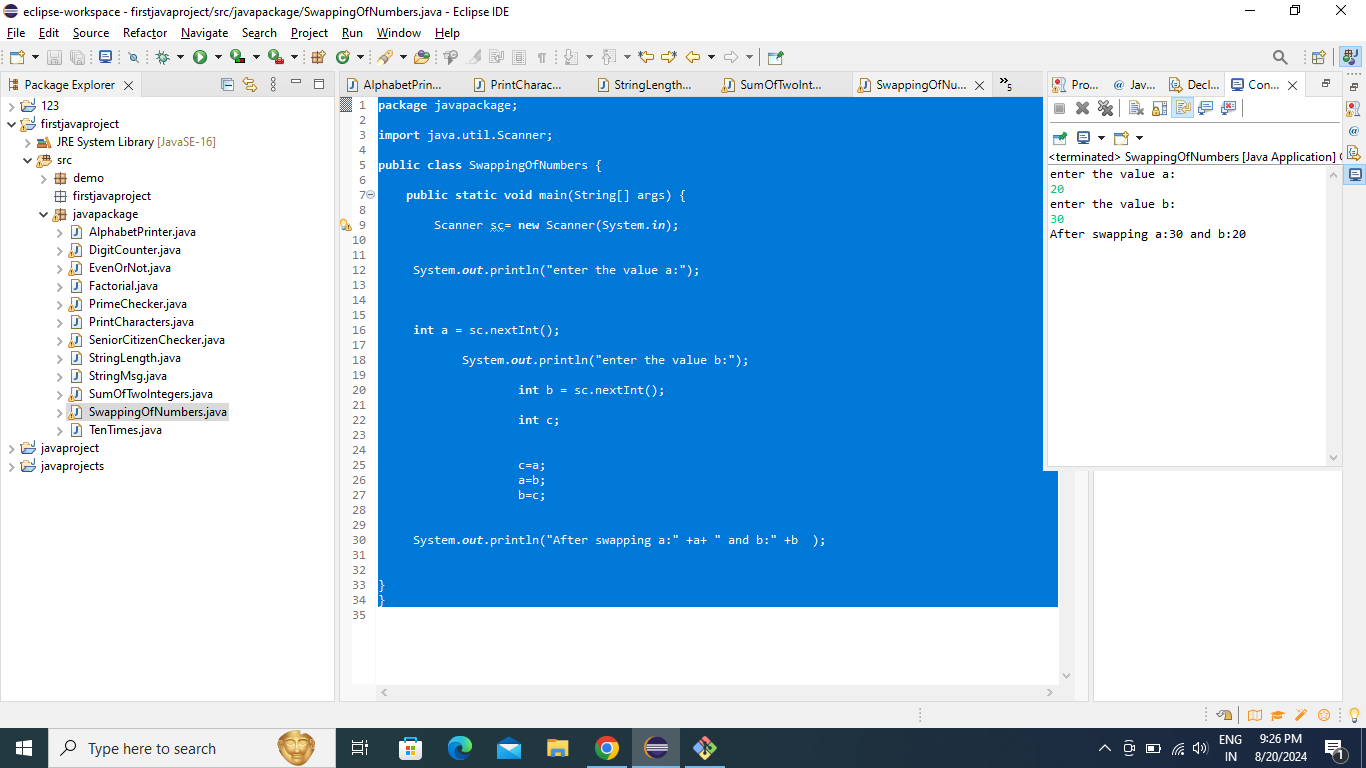 eclipse-workspace - firstjavaproject/src/javapackage/SwappingOfNumbers.java - Eclipse IDE
File Edit Source Refactor Navigate Search Project Run Window Help
Package Explorer
123
firstjavaproject
JRE System Library [JavaSE-16]
src
demo
firstjavaproject
javapackage
AlphabetPrinter.java
DigitCounter.java
EvenOrNot.java
Factorial.java
PrimeChecker.java
PrintCharacters.java
SeniorCitizenChecker.java
StringLength.java
StringMsg.java
SumOfTwoIntegers.java
SwappingOfNumbers.java
TenTimes.java
javaproject
javaprojects
AlphabetPrin... PrintCharac... StringLength... SumOfTwoInt... SwappingOfNu... »5
1 package javapackage;
2
3 import java.util.Scanner;
4
5 public class SwappingOfNumbers {
6
7 public static void main(String[] args) {
8
9 Scanner sc= new Scanner(System.in);
10
11
12 System.out.println("enter the value a:");
13
14
15
16 int a = sc.nextInt();
17
18 System.out.println("enter the value b:");
19
20 int b = sc.nextInt();
21
22 int c;
23
24
25 c=a;
26 a=b;
27 b=c;
28
29
30 System.out.println("After swapping a:" +a+ " and b:" +b  );
31
32
33 }
34 }
35
Pro... Jav... Decl... Con...
<terminated> SwappingOfNumbers [Java Application]
enter the value a:
20
enter the value b:
30
After swapping a:30 and b:20
Type here to search
ENG
IN
9:26 PM
8/20/2024
1